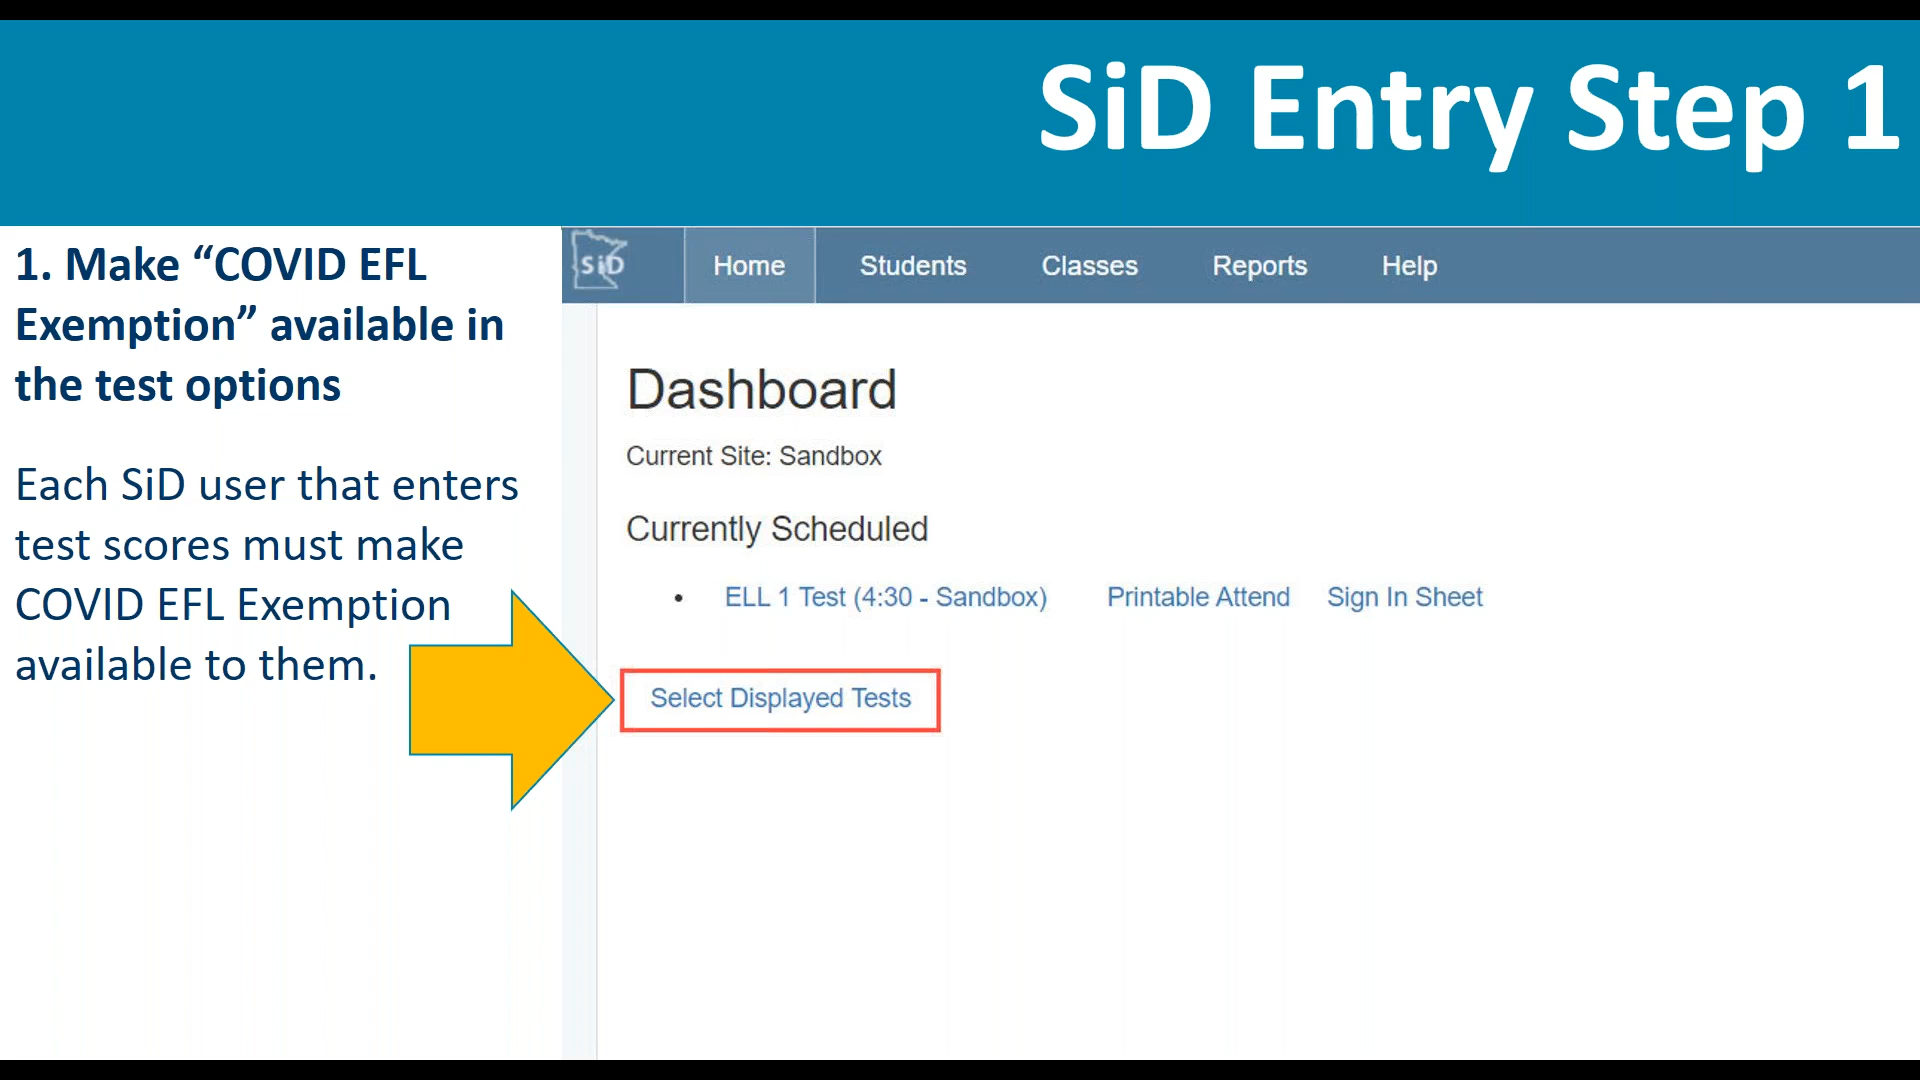 SiD Entry Step 1
1. Make “COVID EFL
Exemption” available in
the test options
Each SiD user that enters
test scores must make
COVID EFL Exemption
available to them.
SiD
Home Students Classes Reports Help
Dashboard
Current Site: Sandbox
Currently Scheduled
• ELL 1 Test (4:30 - Sandbox) Printable Attend Sign In Sheet
Select Displayed Tests